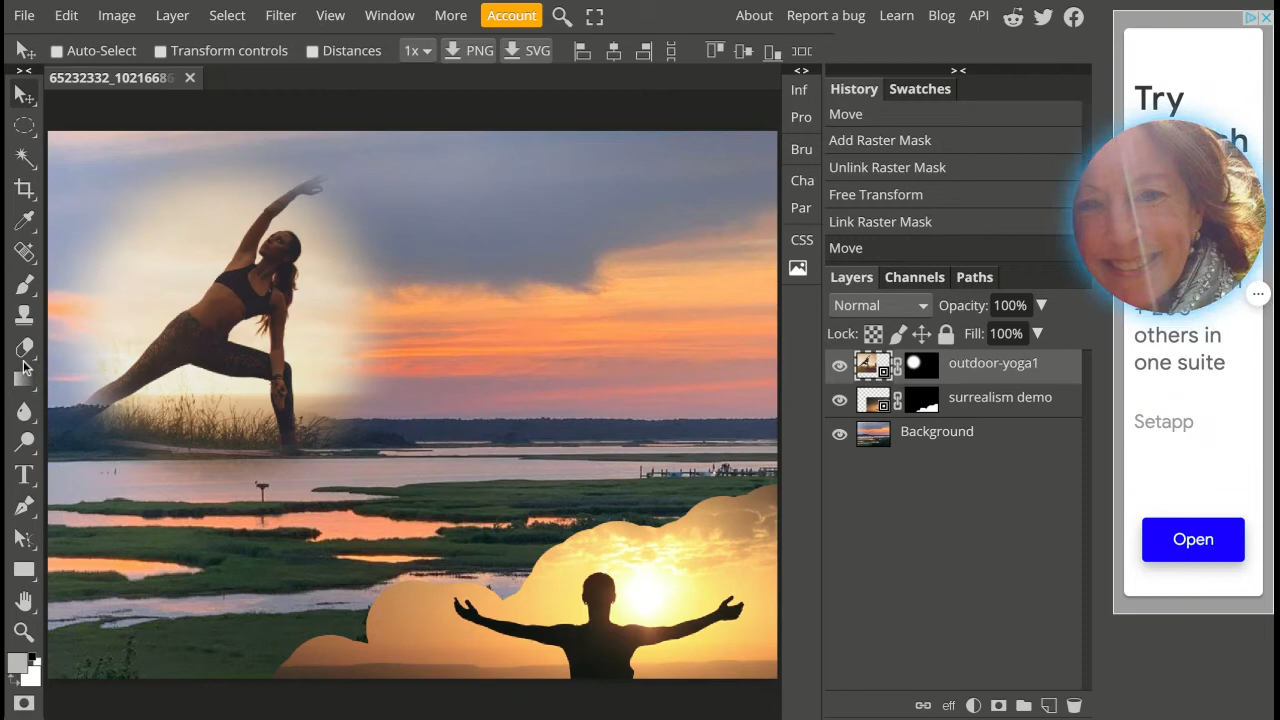 File Edit Image Layer Select Filter View Window More Account About Report a bug Learn Blog API
Auto-Select Transform controls Distances 1x PNG SVG
65232332_10216686
Inf
Pro
Bru
Cha
Par
CSS
History Swatches
Move
Add Raster Mask
Unlink Raster Mask
Free Transform
Link Raster Mask
Move
Layers Channels Paths
Normal Opacity: 100%
Lock: Fill: 100%
outdoor-yoga1
surrealism demo
Background
eff
Try
others in
one suite
Setapp
Open